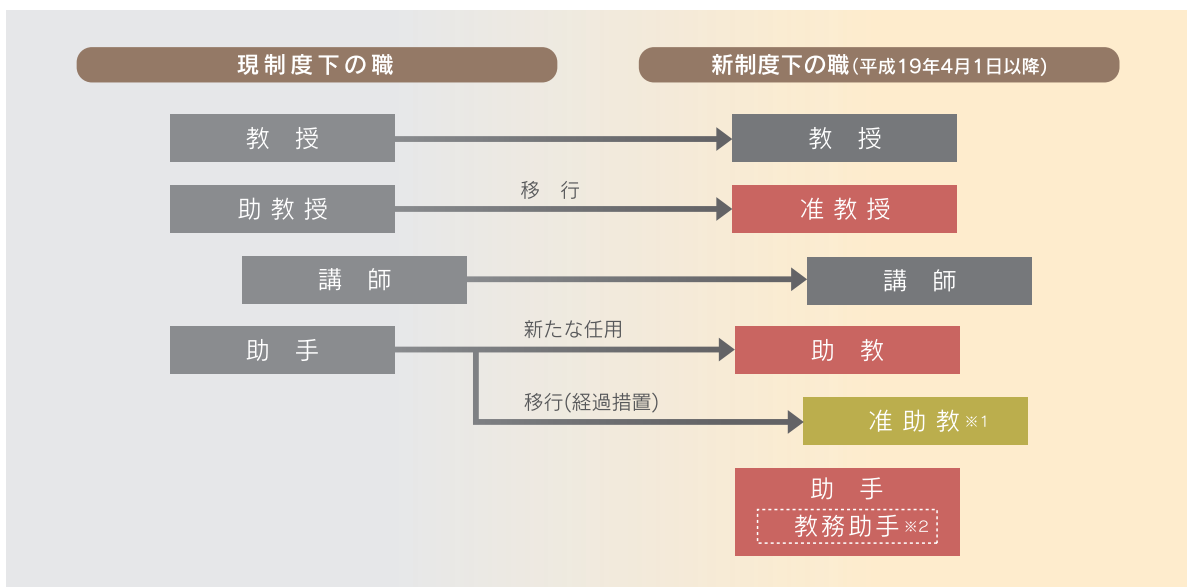 現制度下の職
新制度下の職(平成19年4月1日以降)
教 授
教 授
助教授
移 行
准教授
講 師
講 師
助 手
新たな任用
助 教
移行(経過措置)
准助教※1
助 手
教務助手※2